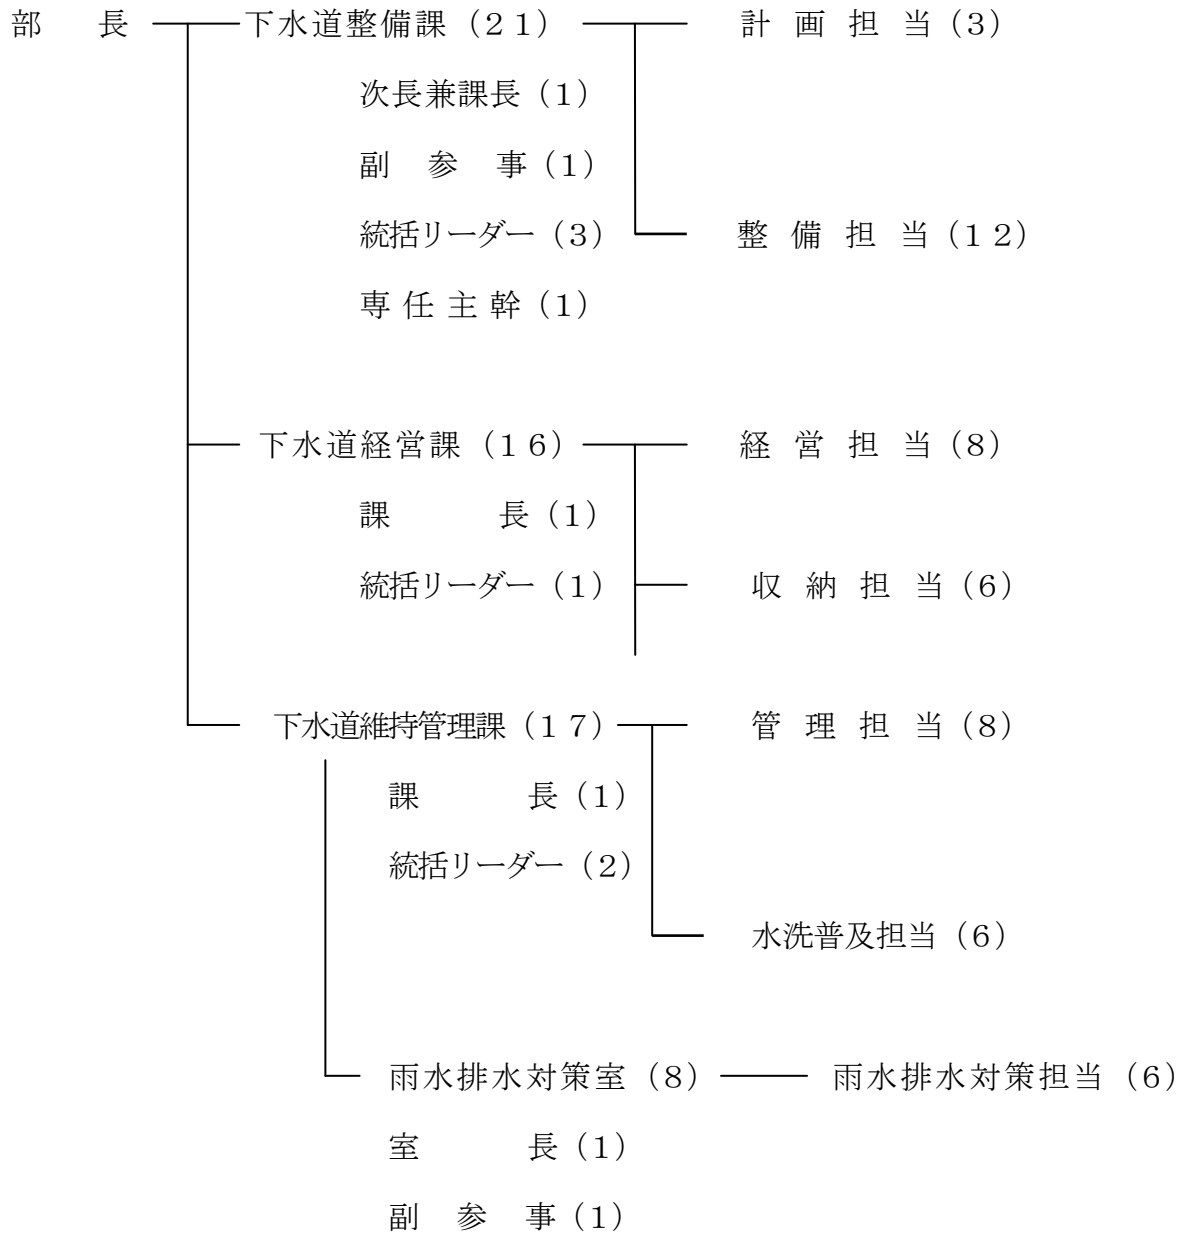 部　長 下水道整備課（２１） 計画担当（３）
次長兼課長（１）
副参事（１）
統括リーダー（３） 整備担当（１２）
専任主幹（１）
下水道経営課（１６） 経営担当（８）
課　長（１）
統括リーダー（１） 収納担当（６）
下水道維持管理課（１７） 管理担当（８）
課　長（１）
統括リーダー（２）
水洗普及担当（６）
雨水排水対策室（８） 雨水排水対策担当（６）
室　長（１）
副参事（１）